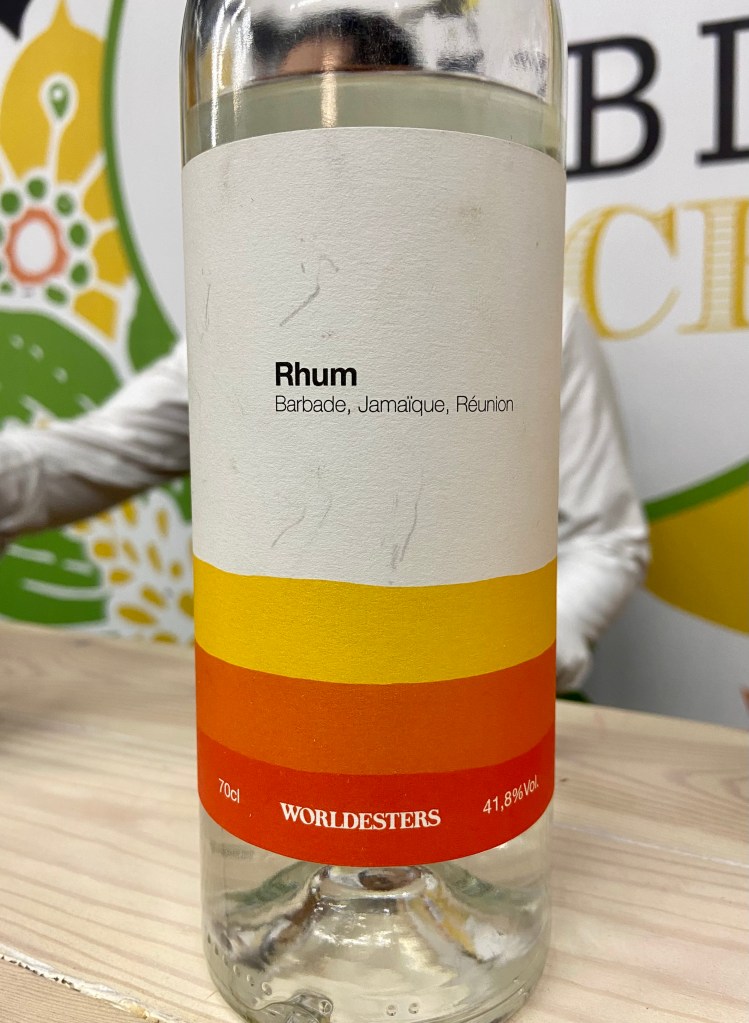 Rhum
Barbade, Jamaïque, Réunion
70cl
WORLDESTERS
41,8%Vol.